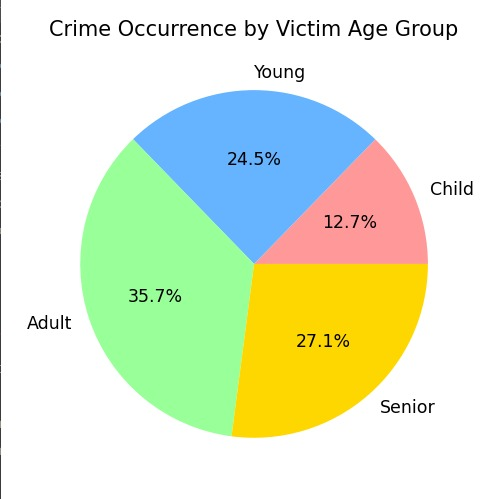 Crime Occurrence by Victim Age Group
Young
24.5%
Child
12.7%
35.7%
Adult
27.1%
Senior